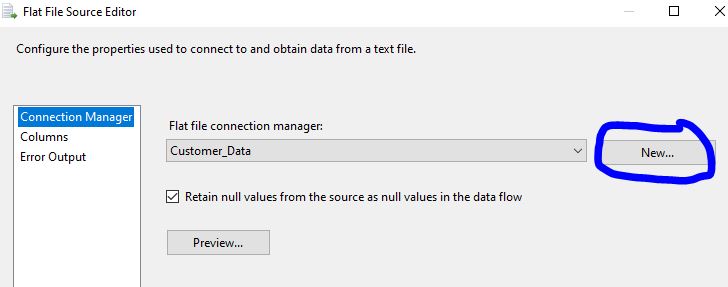 Flat File Source Editor
Configure the properties used to connect to and obtain data from a text file.
Connection Manager
Columns
Error Output
Flat file connection manager:
Customer_Data
New...
Retain null values from the source as null values in the data flow
Preview...